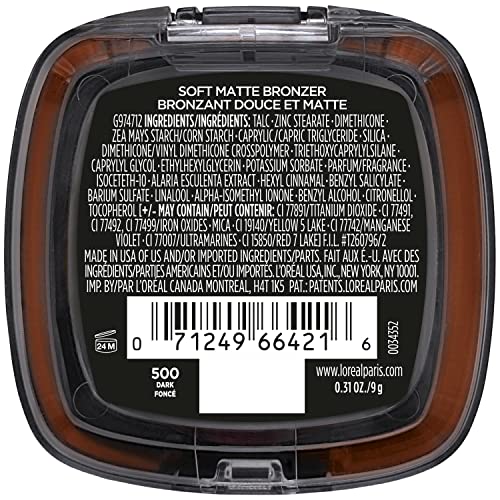 SOFT MATTE BRONZER
BRONZANT DOUCE ET MATTE
G974712 INGREDIENTS/INGRÉDIENTS: TALC • ZINC STEARATE • DIMETHICONE •
ZEA MAYS STARCH/CORN STARCH • CAPRYLIC/CAPRIC TRIGLYCERIDE • SILICA •
DIMETHICONE/VINYL DIMETHICONE CROSSPOLYMER • TRIETHOXYCAPRYLYLSILANE •
CAPRYLYL GLYCOL • ETHYLHEXYLGLYCERIN • POTASSIUM SORBATE • PARFUM/FRAGRANCE •
ISOCETETH-10 • ALARIA ESCULENTA EXTRACT • HEXYL CINNAMAL • BENZYL SALICYLATE •
BARIUM SULFATE • LINALOOL • ALPHA-ISOMETHYL IONONE • BENZYL ALCOHOL • CITRONELLOL •
TOCOPHEROL [+/- MAY CONTAIN/PEUT CONTENIR: CI 77891/TITANIUM DIOXIDE • CI 77491,
CI 77492, CI 77499/IRON OXIDES • MICA • CI 19140/YELLOW 5 LAKE • CI 77742/MANGANESE
VIOLET • CI 77007/ULTRAMARINES • CI 15850/RED 7 LAKE] F.I.L. #T260796/2
MADE IN USA OF US AND/OR IMPORTED INGREDIENTS/PARTS. FAIT AUX É.-U. AVEC DES
INGRÉDIENTS/PARTIES AMÉRICAINS ET/OU IMPORTÉS. L'ORÉAL USA, INC., NEW YORK, NY 10001.
IMP. BY/PAR L'ORÉAL CANADA MONTREAL, H4T 1K5 PAT.: PATENTS.LOREALPARIS.COM
24 M
0 71249 66421 6
0034352
500
DARK
FONCÉ
www.lorealparis.com
0.31 OZ./9 g